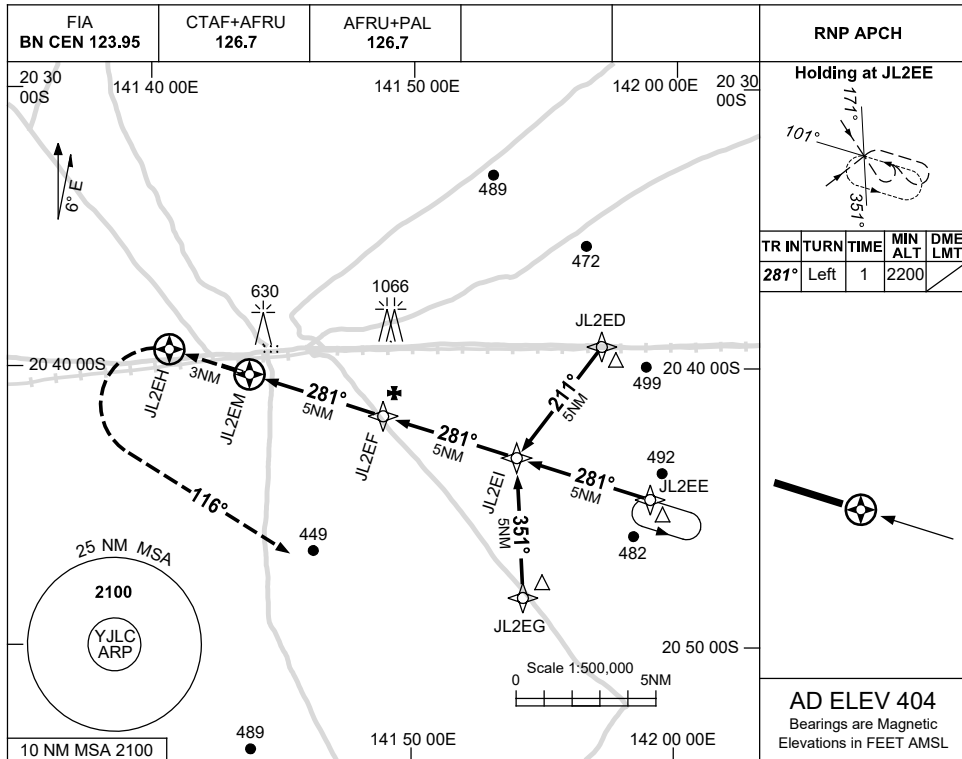 FIA
BN CEN 123.95
CTAF+AFRU
126.7
AFRU+PAL
126.7
RNP APCH
20 30
00S
141 40 00E
141 50 00E
142 00 00E
20 30
00S
Holding at JL2EE
171°
101°
351°
6° E
489
472
TR IN
TURN
TIME
MIN
ALT
DME
LMT
281°
Left
1
2200
630
1066
JL2ED
20 40 00S
20 40 00S
499
JL2EH
3NM
JL2EM
281°
5NM
JL2EF
281°
5NM
211°
5NM
JL2EI
281°
5NM
492
JL2EE
482
351°
5NM
JL2EG
116°
449
25 NM MSA
2100
YJLC
ARP
20 50 00S
Scale 1:500,000
0
5NM
489
10 NM MSA 2100
141 50 00E
142 00 00E
AD ELEV 404
Bearings are Magnetic
Elevations in FEET AMSL